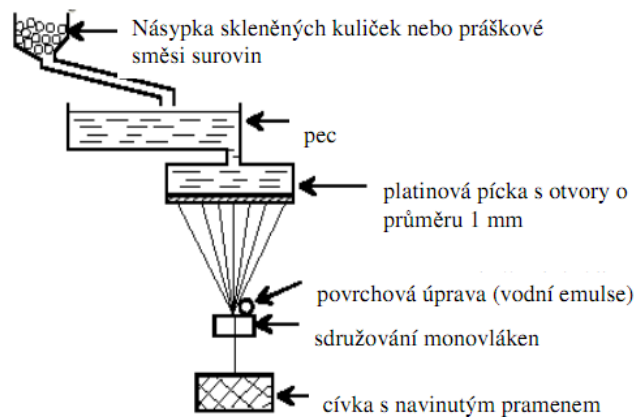 Násypka skleněných kuliček nebo práškové
směsi surovin
pec
platinová pícka s otvory o
průměru 1 mm
povrchová úprava (vodní emulse)
sdružování monovláken
cívka s navinutým pramenem